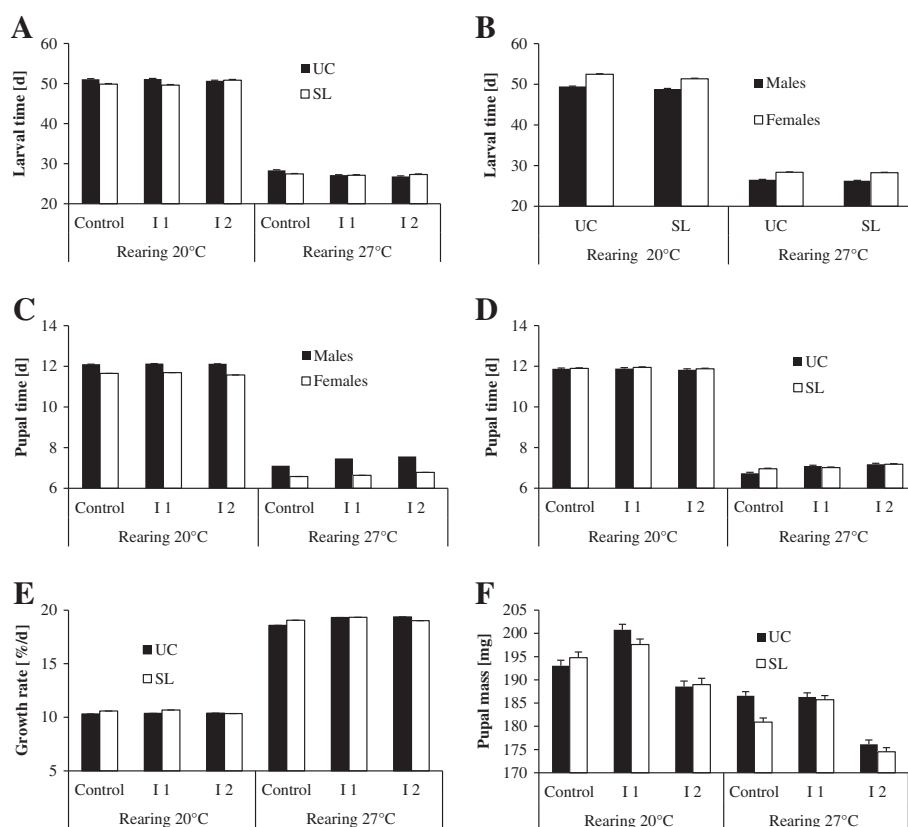 A
Larval time [d]
60
50
40
30
20
UC
SL
Control I 1 I 2 Control I 1 I 2
Rearing 20°C Rearing 27°C
B
Larval time [d]
60
50
40
30
20
Males
Females
UC SL UC SL
Rearing 20°C Rearing 27°C
C
Pupal time [d]
14
12
10
8
6
Males
Females
Control I 1 I 2 Control I 1 I 2
Rearing 20°C Rearing 27°C
D
Pupal time [d]
14
12
10
8
6
UC
SL
Control I 1 I 2 Control I 1 I 2
Rearing 20°C Rearing 27°C
E
Growth rate [%/d]
20
15
10
5
UC
SL
Control I 1 I 2 Control I 1 I 2
Rearing 20°C Rearing 27°C
F
Pupal mass [mg]
205
200
195
190
185
180
175
170
UC
SL
Control I 1 I 2 Control I 1 I 2
Rearing 20°C Rearing 27°C